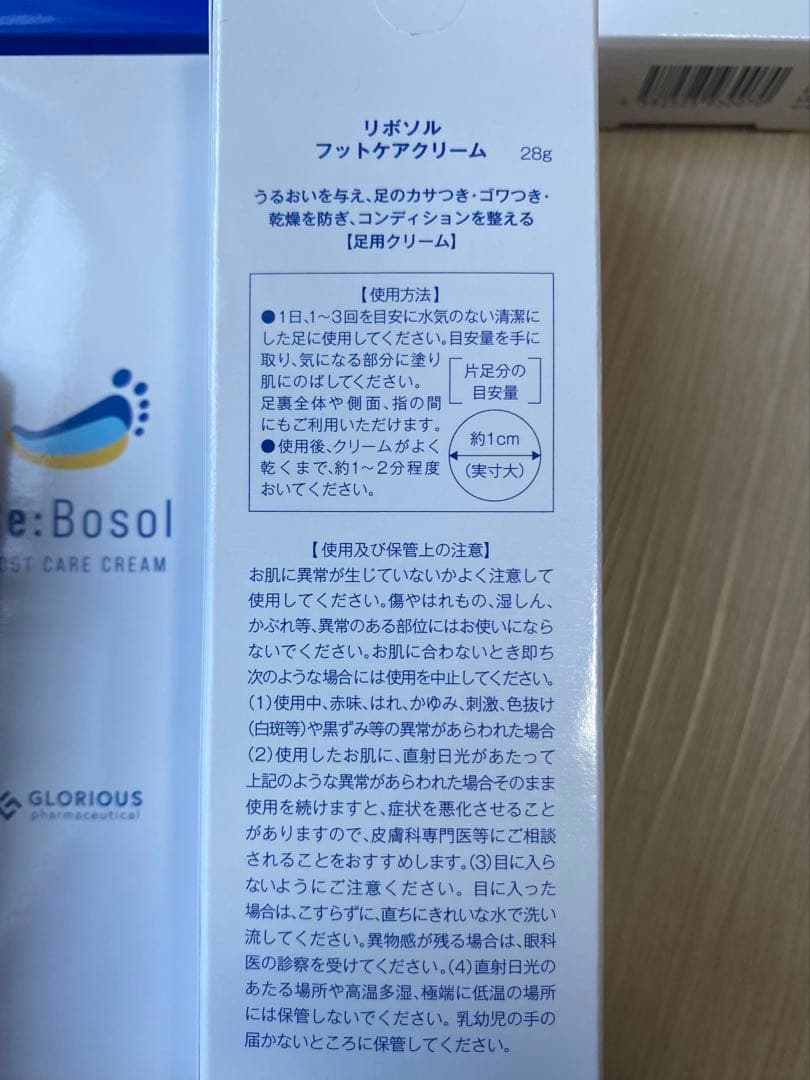 リボソル
フットケアクリーム 28g
うるおいを与え、足のカサつき・ゴワつき・
乾燥を防ぎ、コンディションを整える
【足用クリーム】
【使用方法】
●1日、1〜3回を目安に水気のない清潔に
した足に使用してください。目安量を手に
取り、気になる部分に塗り
肌にのばしてください。
足裏全体や側面、指の間
にもご利用いただけます。
●使用後、クリームがよく
乾くまで、約1〜2分程度
おいてください。
片足分の
目安量
約1cm
(実寸大)
【使用及び保管上の注意】
お肌に異常が生じていないかよく注意して
使用してください。傷やはれもの、湿しん、
かぶれ等、異常のある部位にはお使いになら
ないでください。お肌に合わないとき即ち
次のような場合には使用を中止してください。
(1)使用中、赤味、はれ、かゆみ、刺激、色抜け
(白斑等)や黒ずみ等の異常があらわれた場合
(2)使用したお肌に、直射日光があたって
上記のような異常があらわれた場合そのまま
使用を続けますと、症状を悪化させること
がありますので、皮膚科専門医等にご相談
されることをおすすめします。(3)目に入ら
ないようにご注意ください。目に入った
場合は、こすらずに、直ちにきれいな水で洗い
流してください。異物感が残る場合は、眼科
医の診察を受けてください。(4)直射日光の
あたる場所や高温多湿、極端に低温の場所
には保管しないでください。乳幼児の手の
届かないところに保管してください。
e:Bosol
OST CARE CREAM
GLORIOUS
pharmaceutical